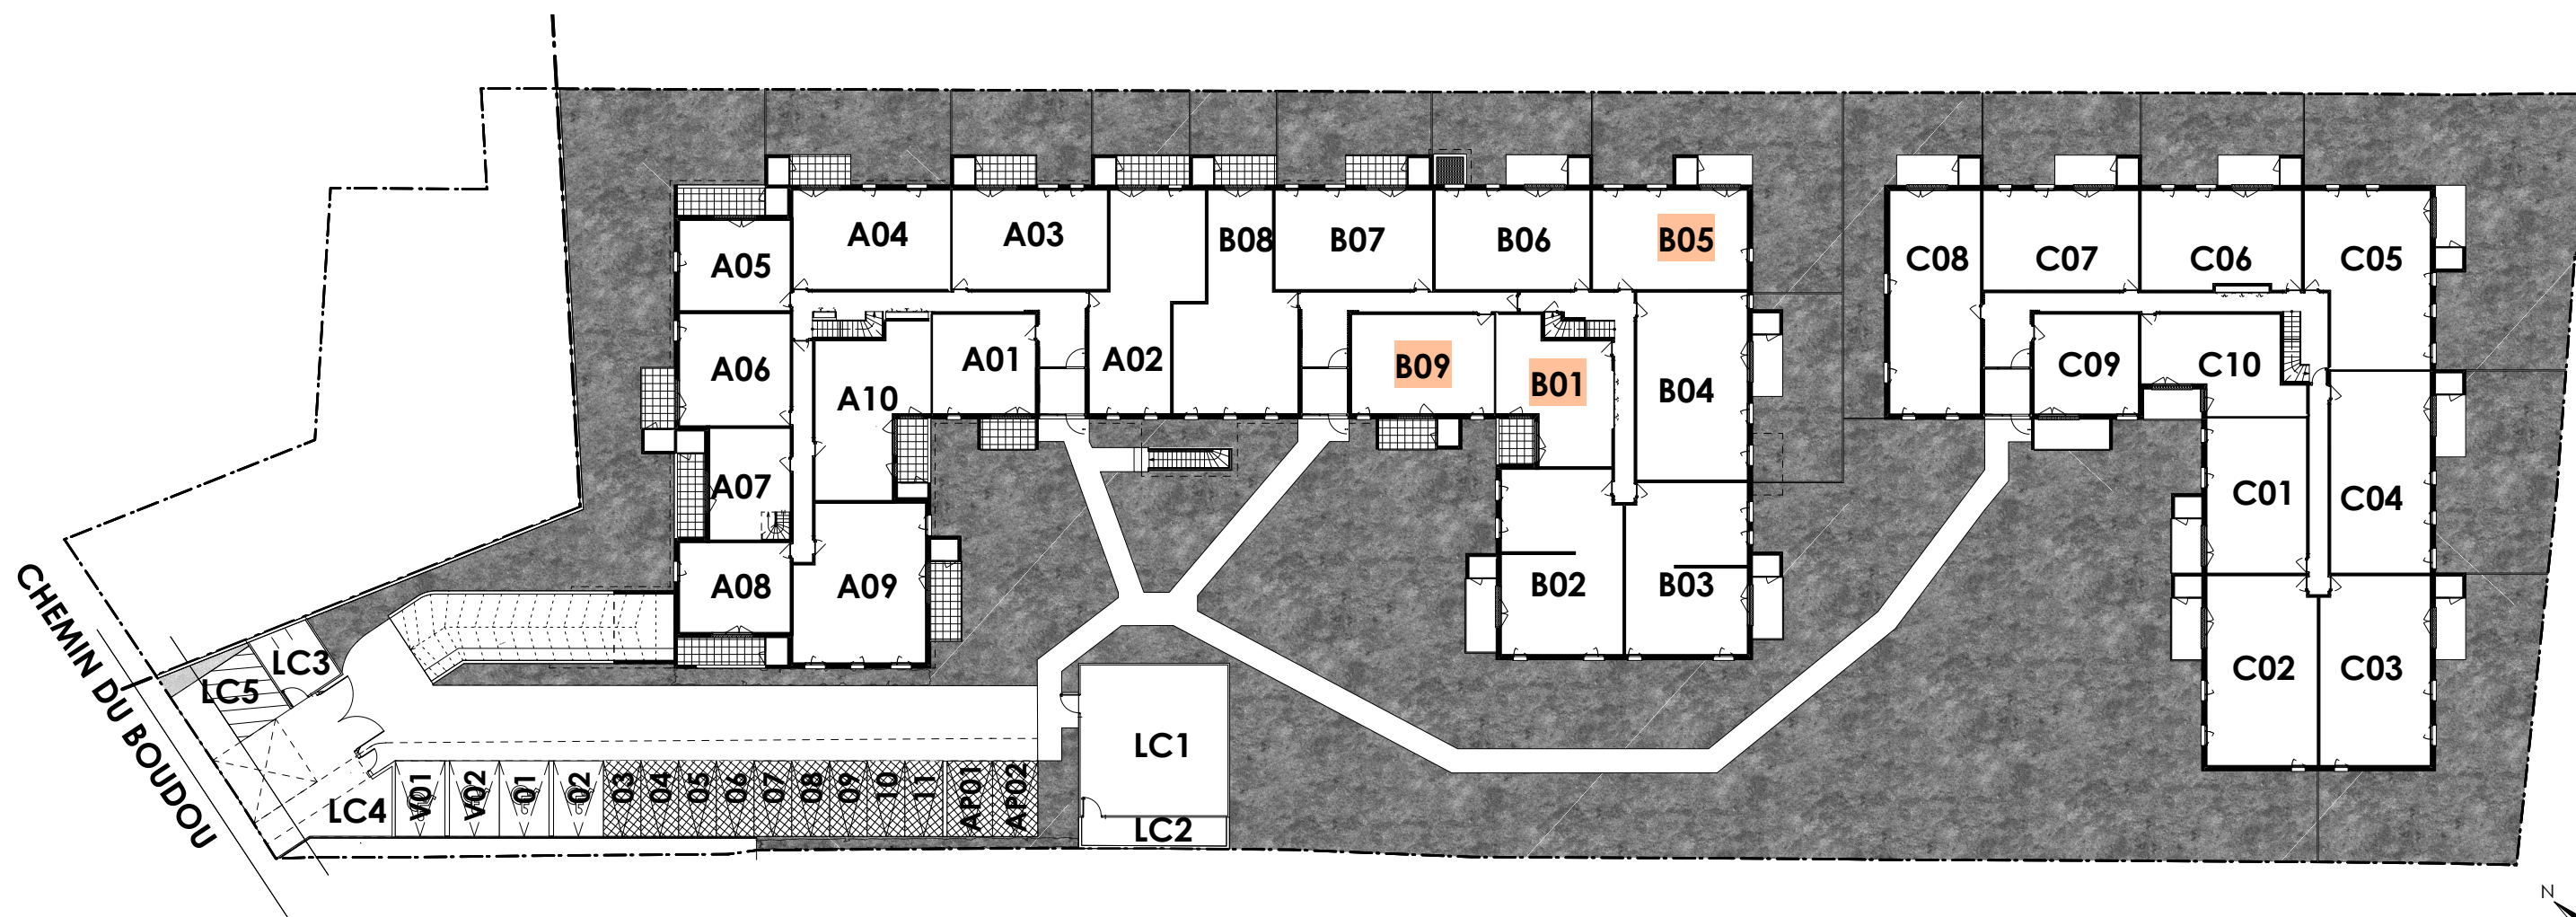 A04
A03
B08
B07
B06
B05
A05
C08
C07
C06
C05
A06
A10
A01
A02
B09
B01
B04
C09
C10
A07
C01
C04
A08
A09
B02
B03
C02
C03
LC3
LC5
CHEMIN DU BOUDOU
LC1
LC4
V01
V02
01
02
03
04
05
06
07
08
09
10
11
AP01
AP02
LC2
N